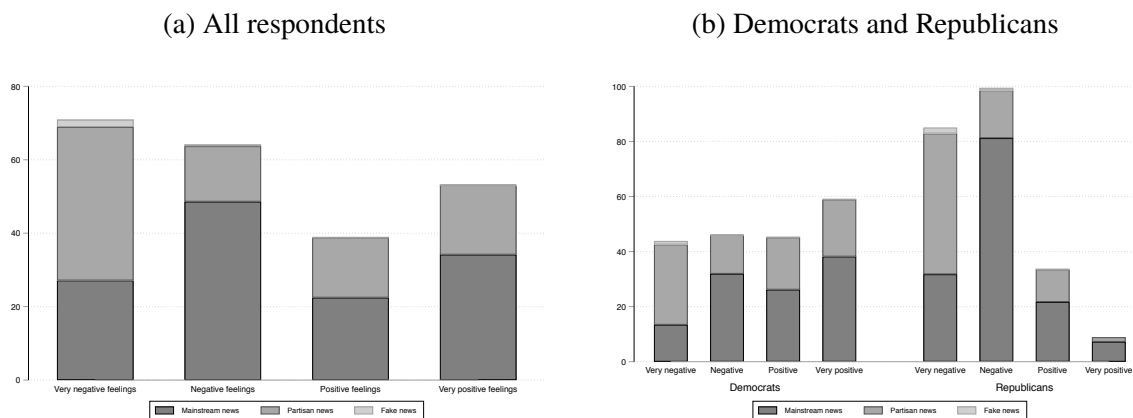 (a) All respondents
80
60
40
20
0
Very negative feelings Negative feelings Positive feelings Very positive feelings
Mainstream news Partisan news Fake news
(b) Democrats and Republicans
100
80
60
40
20
0
Very negative Negative Positive Very positive Very negative Negative Positive Very positive
Democrats Republicans
Mainstream news Partisan news Fake news